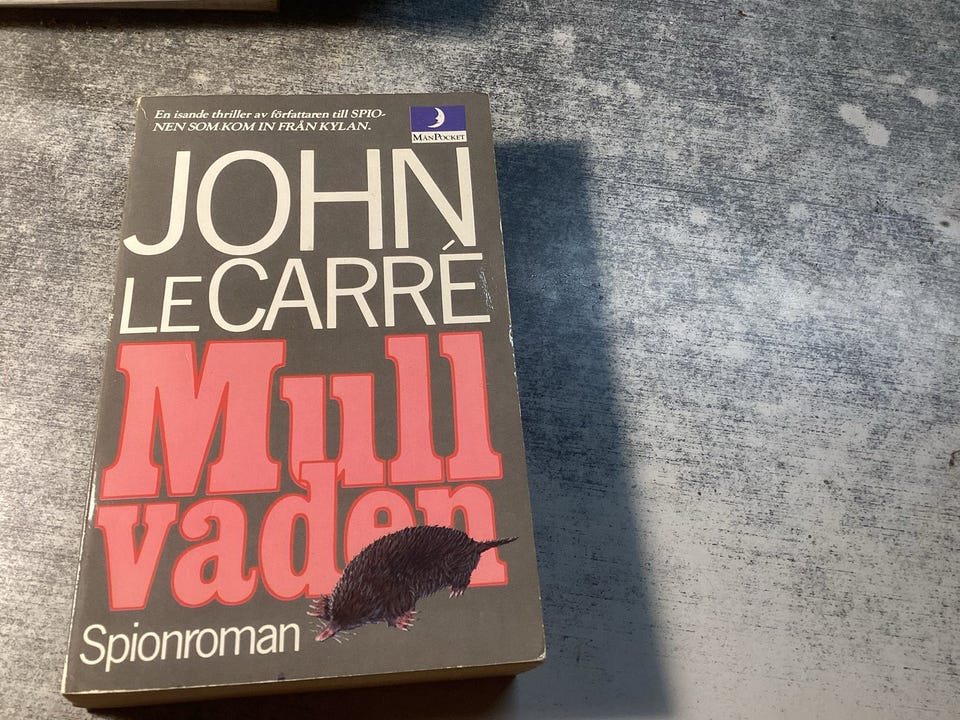 En isande thriller av författaren till SPIO-
NEN SOM KOM IN FRÅN KYLAN.
MÅNPOCKET
JOHN
LE CARRÉ
Mull
vaden
Spionroman